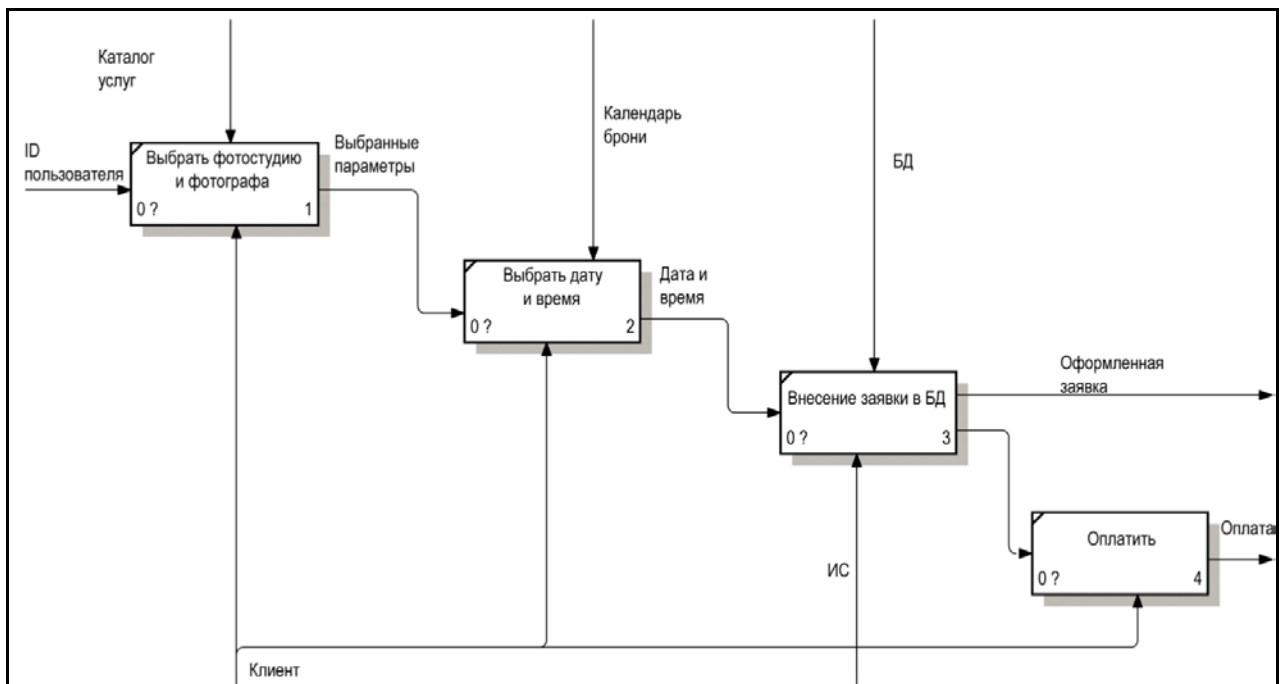 Каталог
услуг
ID
пользователя
Выбрать фотостудию
и фотографа
0 ?
1
Выбранные
параметры
Календарь
брони
Выбрать дату
и время
0 ?
2
Дата и
время
БД
Внесение заявки в БД
0 ?
3
Оформленная
заявка
ИС
Оплатить
0 ?
4
Оплата
Клиент